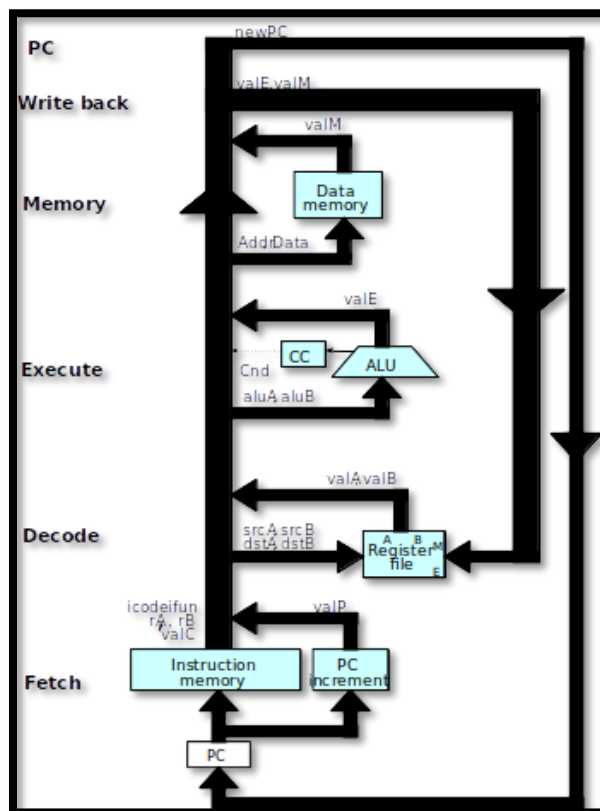 newPC
PC
valE, valM
Write back
valM
Data
memory
Memory
Addr, Data
valE
CC
ALU
Execute
Cnd
aluA, aluB
valA, valB
A B
M
srcA, srcB
dstA, dstB
Register
file
E
Decode
icode ifun
rA, rB
valC
valP
Instruction
memory
PC
increment
Fetch
PC